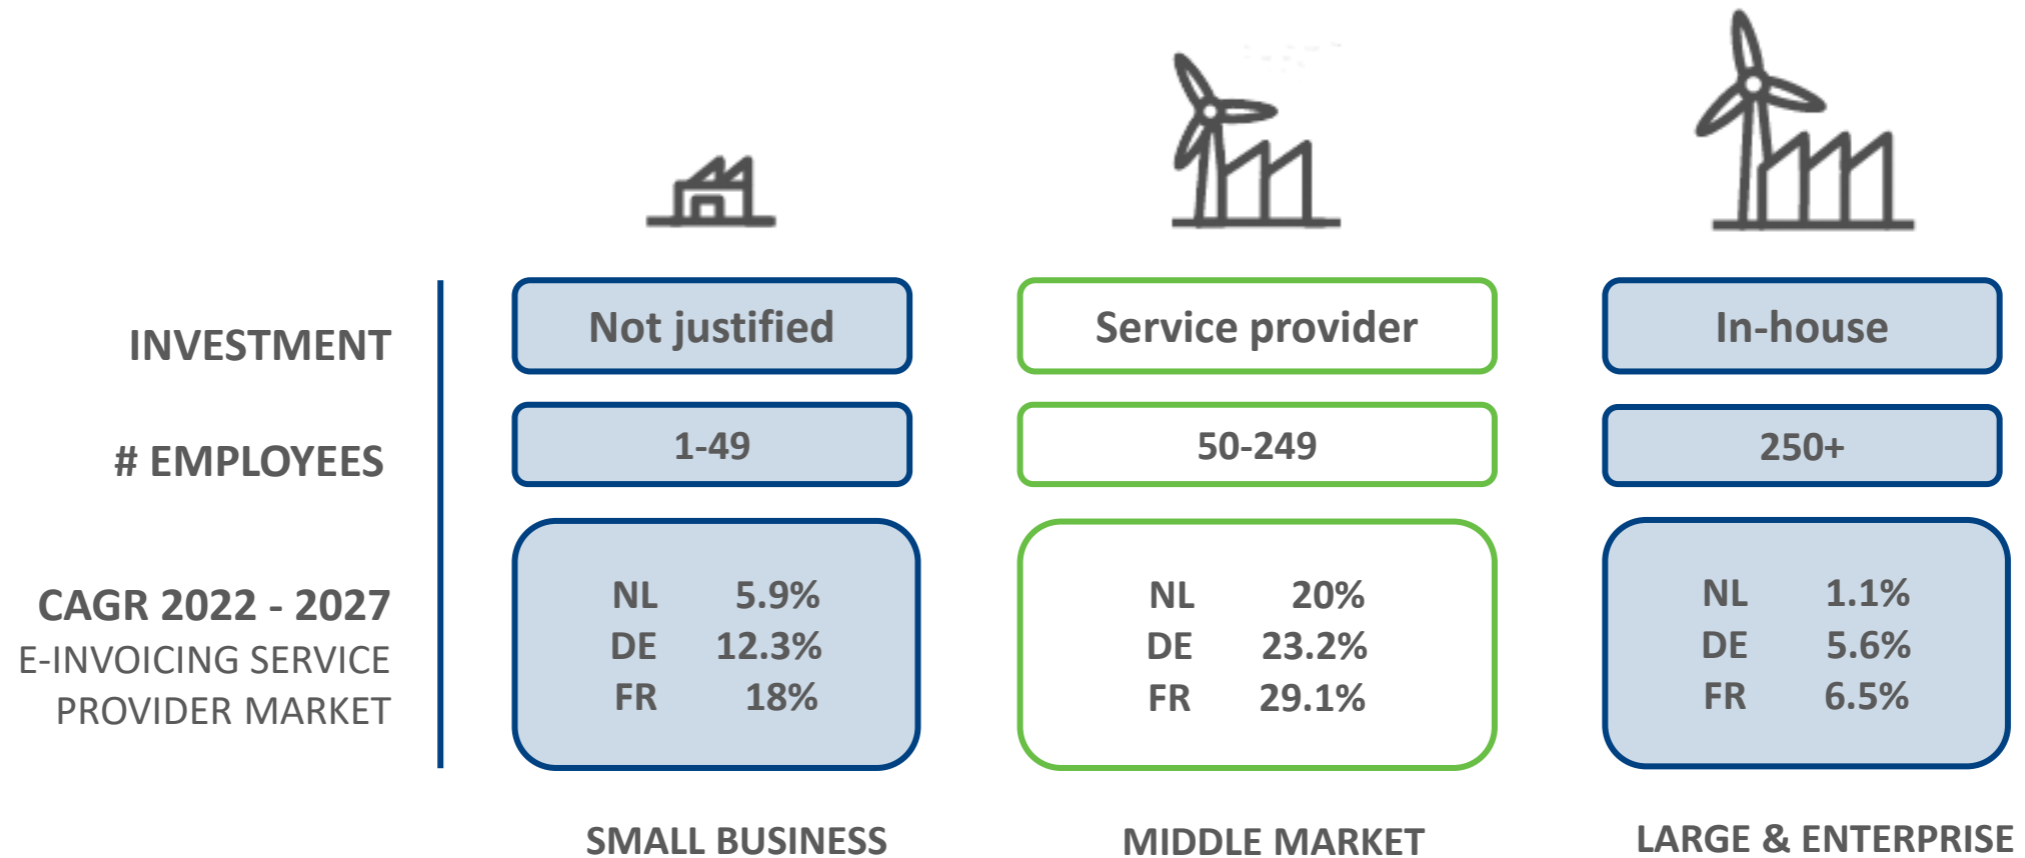 INVESTMENT
Not justified
Service provider
In-house
# EMPLOYEES
1-49
50-249
250+
CAGR 2022 - 2027
E-INVOICING SERVICE
PROVIDER MARKET
NL 5.9%
DE 12.3%
FR 18%
NL 20%
DE 23.2%
FR 29.1%
NL 1.1%
DE 5.6%
FR 6.5%
SMALL BUSINESS
MIDDLE MARKET
LARGE & ENTERPRISE